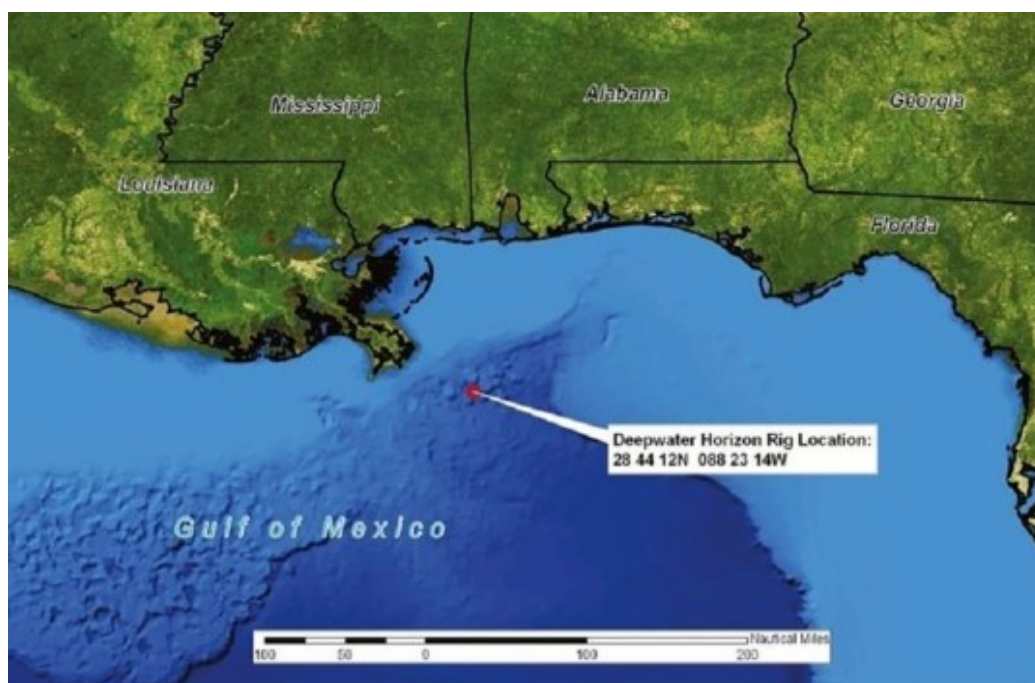 Mississippi
Alabama
Georgia
Louisiana
Florida
Deepwater Horizon Rig Location:
28 44 12N 088 23 14W
Gulf of Mexico
Nautical Miles
100 50 0 100 200